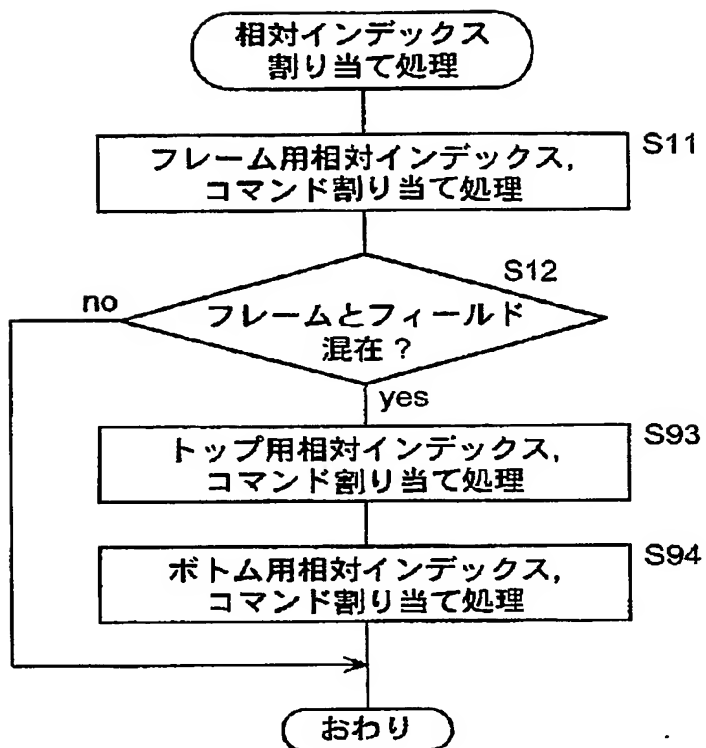 相対インデックス
割り当て処理
S11
フレーム用相対インデックス,
コマンド割り当て処理
S12
no
フレームとフィールド
混在?
yes
S93
トップ用相対インデックス,
コマンド割り当て処理
S94
ボトム用相対インデックス,
コマンド割り当て処理
おわり